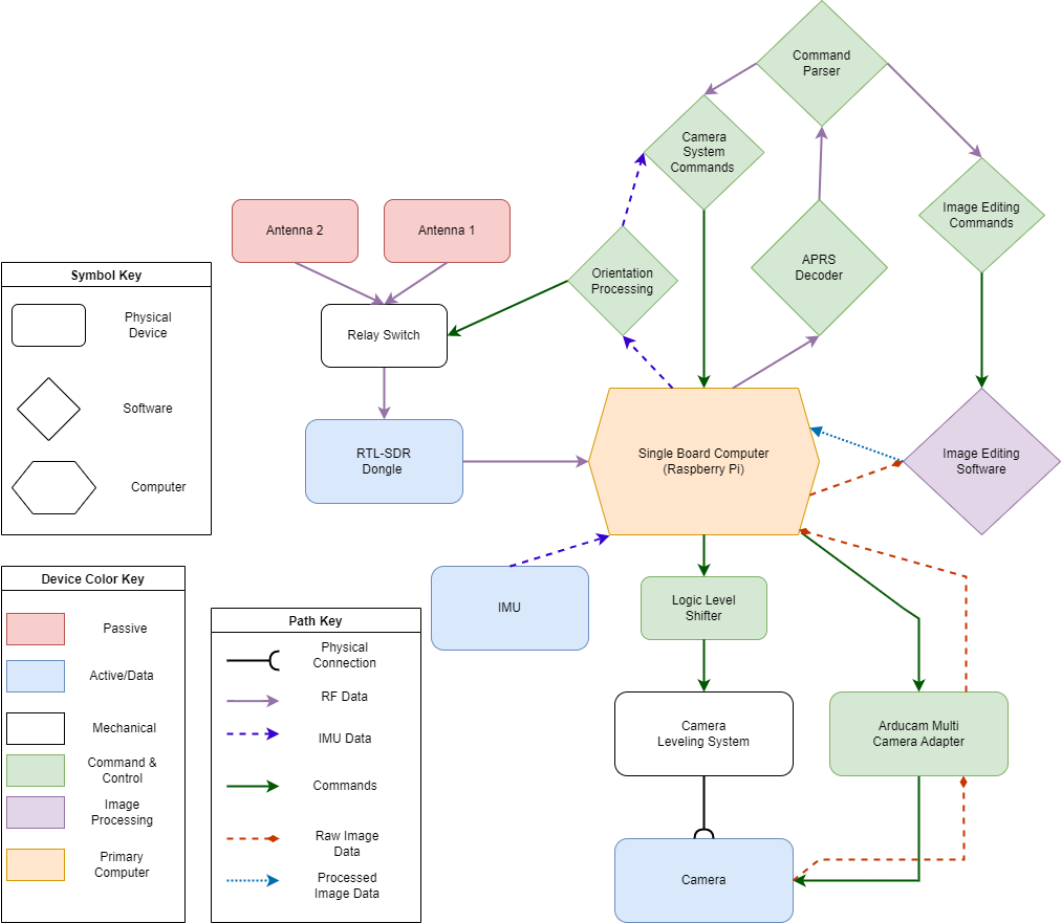 Command
Parser
Camera
System
Commands
Image Editing
Commands
Antenna 2
Antenna 1
Orientation
Processing
APRS
Decoder
Relay Switch
Symbol Key
Physical
Device
Software
Computer
RTL-SDR
Dongle
Single Board Computer
(Raspberry Pi)
Image Editing
Software
Device Color Key
Passive
Active/Data
Mechanical
Command &
Control
Image
Processing
Primary
Computer
Path Key
Physical
Connection
RF Data
IMU Data
Commands
Raw Image
Data
Processed
Image Data
IMU
Logic Level
Shifter
Camera
Leveling System
Arducam Multi
Camera Adapter
Camera